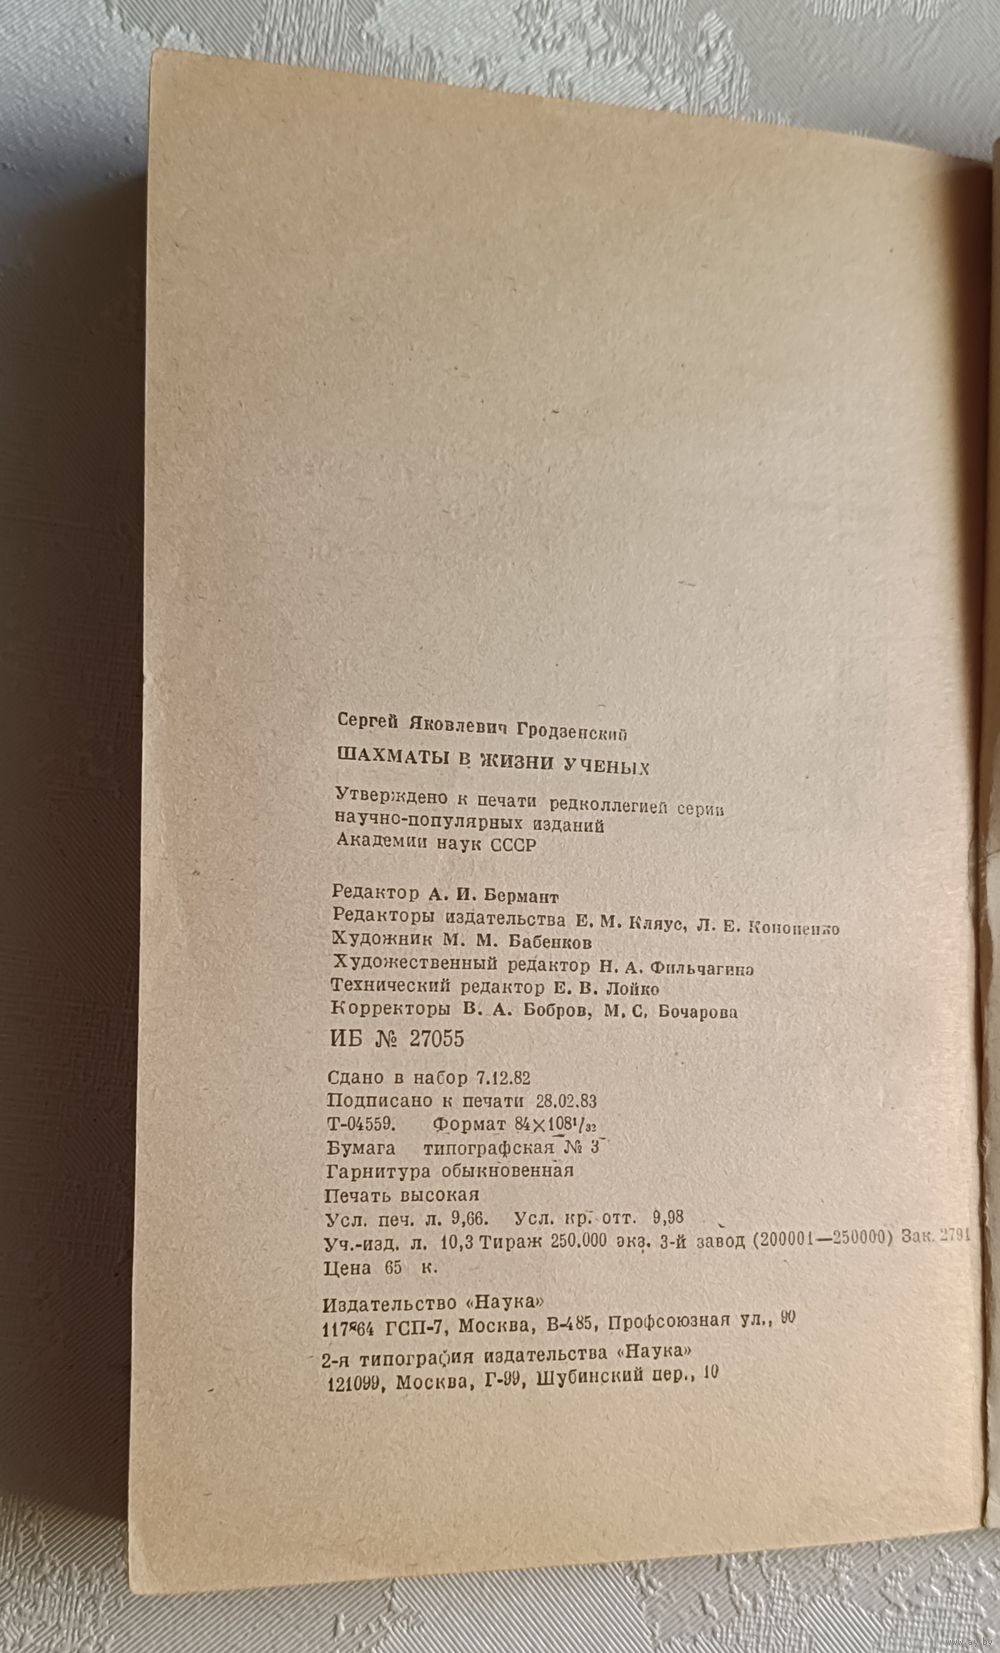 Сергей Яковлевич Гродзенский
ШАХМАТЫ В ЖИЗНИ УЧЕНЫХ
Утверждено к печати редколлегией серии
научно-популярных изданий
Академии наук СССР
Редактор А. И. Бермант
Редакторы издательства Е. М. Кляус, Л. Е. Кононенко
Художник М. М. Бабенков
Художественный редактор Н. А. Фильчагина
Технический редактор Е. В. Лойко
Корректоры В. А. Бобров, М. С. Бочарова
ИБ № 27055
Сдано в набор 7.12.82
Подписано к печати 28.02.83
Т-04559. Формат 84×108¹/₃₂
Бумага типографская № 3
Гарнитура обыкновенная
Печать высокая
Усл. печ. л. 9,66. Усл. кр. отт. 9,98
Уч.-изд. л. 10,3 Тираж 250.000 экз. 3-й завод (200001—250000) Зак. 2791
Цена 65 к.
Издательство «Наука»
117864 ГСП-7, Москва, В-485, Профсоюзная ул., 90
2-я типография издательства «Наука»
121099, Москва, Г-99, Шубинский пер., 10
www.ay.by